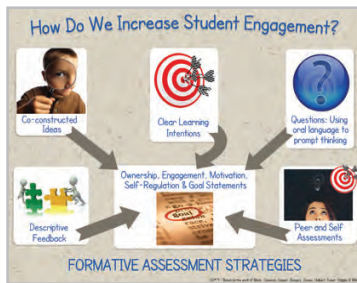 How Do We Increase Student Engagement?
Co-constructed
Ideas
Clear Learning
Intentions
Questions: Using
oral language to
prompt thinking
Ownership, Engagement, Motivation,
Self-Regulation & Goal Statements
Goal
Descriptive
Feedback
Peer and Self
Assessments
FORMATIVE ASSESSMENT STRATEGIES